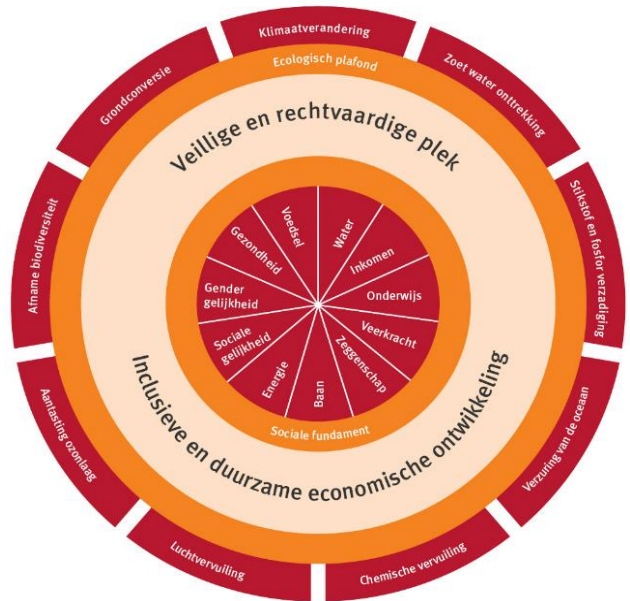 Klimaatverandering
Zoet water onttrekking
Stikstof en fosfor verzadiging
Verzuring van de oceaan
Chemische vervuiling
Luchtvervuiling
Aantasting ozonlaag
Afname biodiversiteit
Grondconversie
Ecologisch plafond
Veillige en rechtvaardige plek
Water
Inkomen
Onderwijs
Veerkracht
Zeggenschap
Baan
Energie
Sociale
gelijkheid
Gender
gelijkheid
Gezondheid
Voedsel
Sociale fundament
Inclusieve en duurzame economische ontwikkeling